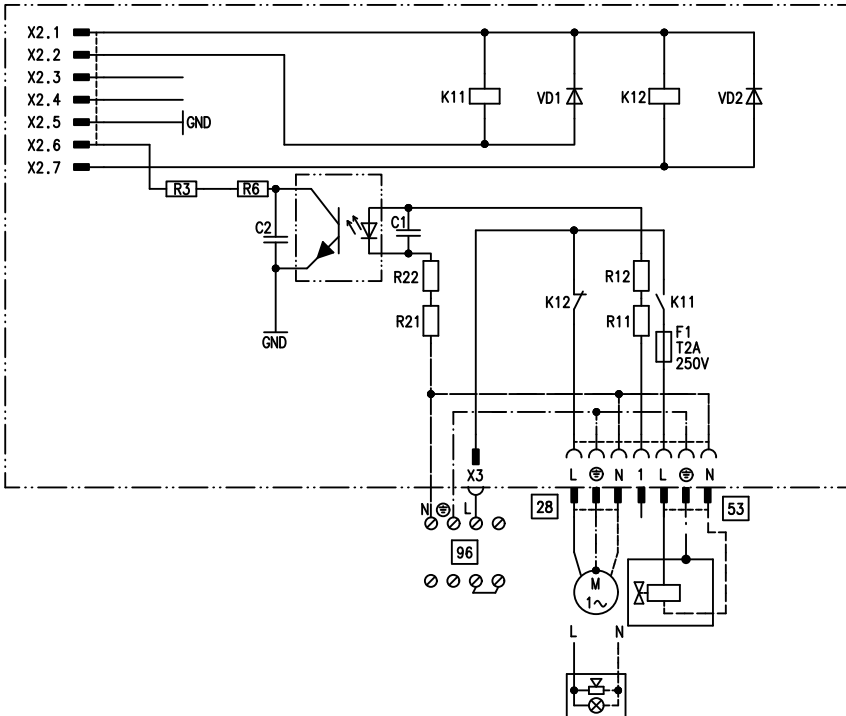 X2.1
X2.2
X2.3
X2.4
X2.5
X2.6
X2.7
GND
K11
VD1
K12
VD2
R3
R6
C2
C1
GND
R22
R21
K12
R12
R11
K11
F1
T2A
250V
X3
L
N
1
L
N
N
L
28
53
96
M
1~
L
N